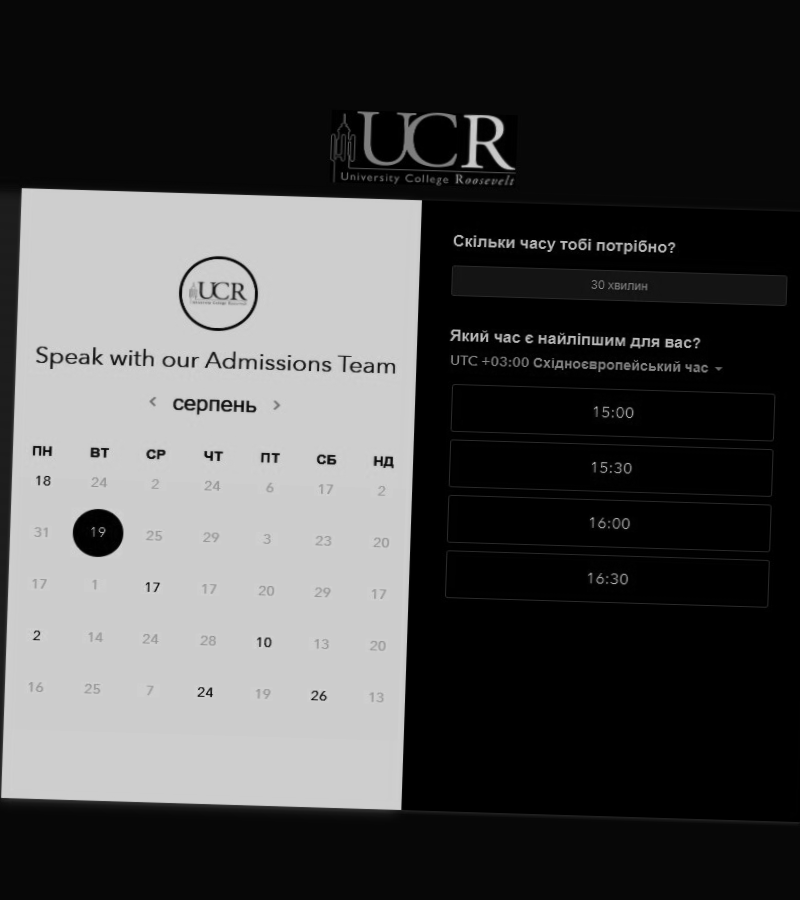 UCR
University College Roosevelt
UCR
Speak with our Admissions Team
серпень
ПН ВТ СР ЧТ ПТ СБ НД
18 24 2 24 6 17 2
31 19 25 29 3 23 20
17 1 17 17 20 29 17
2 14 24 28 10 13 20
16 25 7 24 19 26 13
Скільки часу тобі потрібно?
30 хвилин
Який час є найліпшим для вас?
UTC +03:00 Східноєвропейський час
15:00
15:30
16:00
16:30